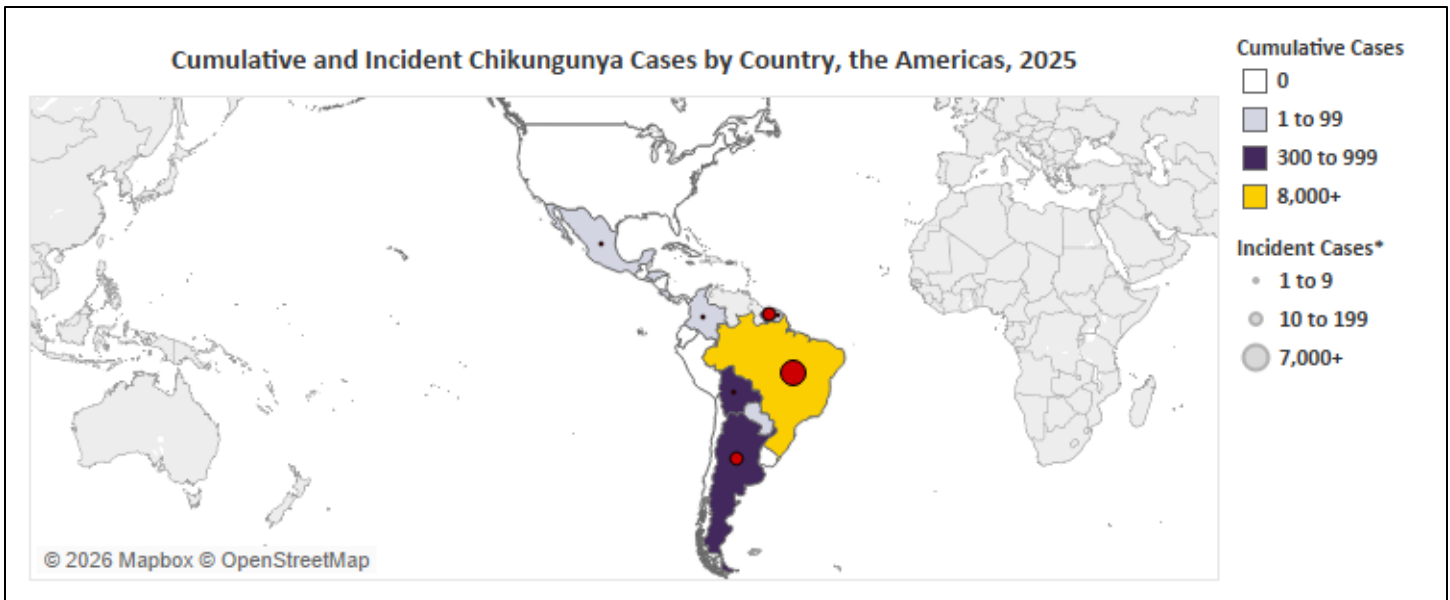 Cumulative and Incident Chikungunya Cases by Country, the Americas, 2025
Cumulative Cases
0
1 to 99
300 to 999
8,000+
Incident Cases*
1 to 9
10 to 199
7,000+
© 2026 Mapbox © OpenStreetMap